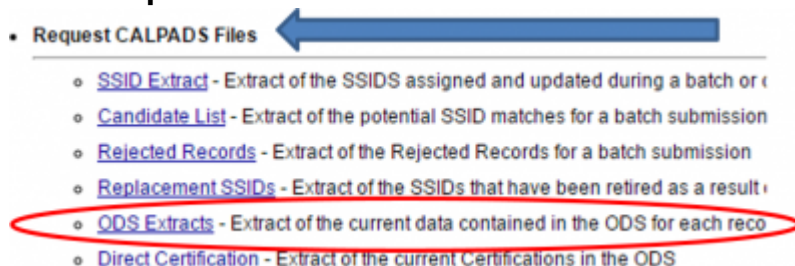 Request CALPADS Files
SSID Extract - Extract of the SSIDS assigned and updated during a batch or
Candidate List - Extract of the potential SSID matches for a batch submission
Rejected Records - Extract of the Rejected Records for a batch submission
Replacement SSIDs - Extract of the SSIDs that have been retired as a result
ODS Extracts - Extract of the current data contained in the ODS for each reco
Direct Certification - Extract of the current Certifications in the ODS